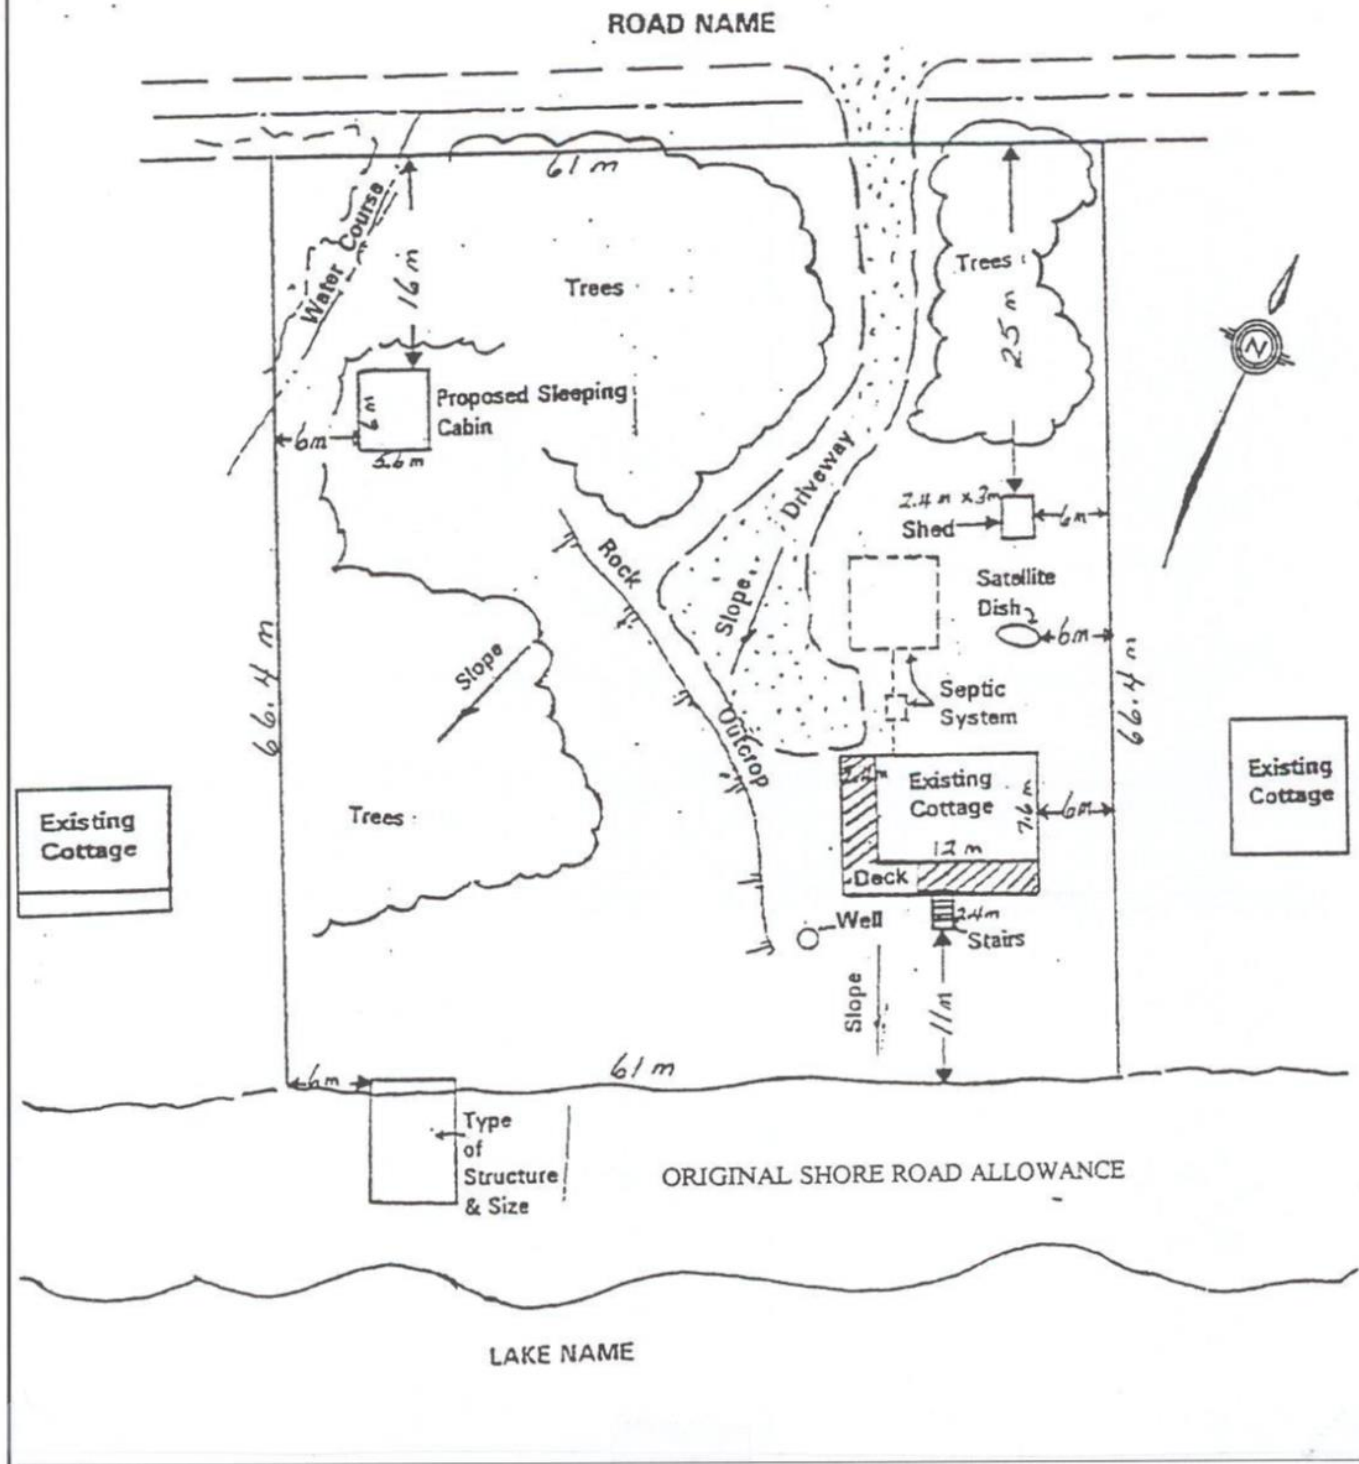 ROAD NAME
61 m
Water Course
16 m
Trees
Trees
25 m
N
Proposed Sleeping
Cabin
6m
6m
5.6 m
Driveway
2.4 m x 3m
Shed
6m
Rock
Outcrop
Slope
Satellite
Dish
6m
66.4 m
66.4 m
Slope
Septic
System
Existing
Cottage
Trees
Existing
Cottage
7.6 m
6m
12 m
Deck
Existing
Cottage
Well
2.4m
Stairs
Slope
11m
6m
61 m
Type
of
Structure
& Size
ORIGINAL SHORE ROAD ALLOWANCE
LAKE NAME